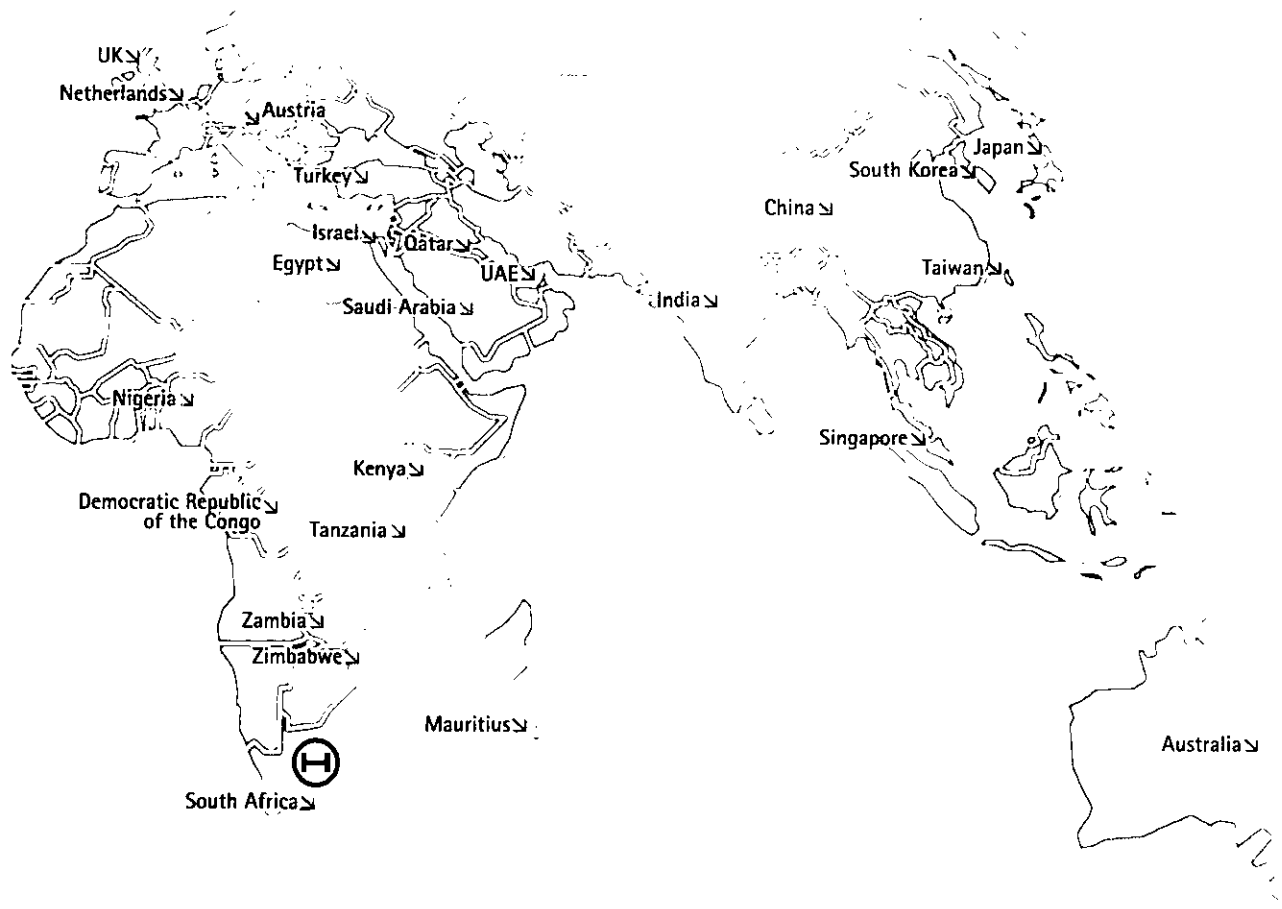 UK
Netherlands
Austria
Turkey
Japan
South Korea
China
Israel
Qatar
Egypt
UAE
Taiwan
Saudi Arabia
India
Nigeria
Singapore
Kenya
Democratic Republic
of the Congo
Tanzania
Zambia
Zimbabwe
Mauritius
Australia
South Africa